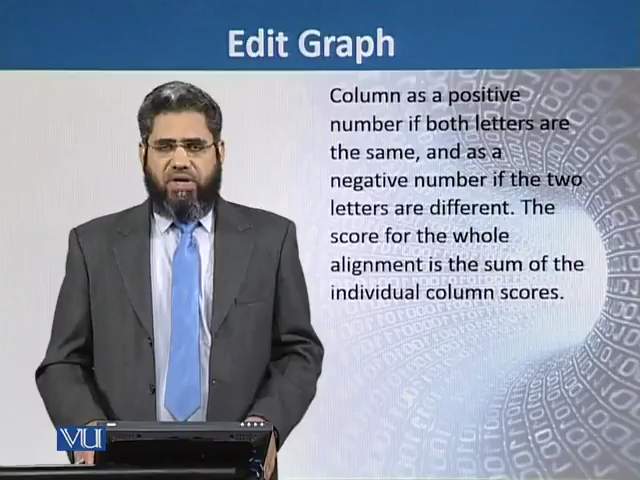 Edit Graph
Column as a positive
number if both letters are
the same, and as a
negative number if the two
letters are different. The
score for the whole
alignment is the sum of the
individual column scores.
VU